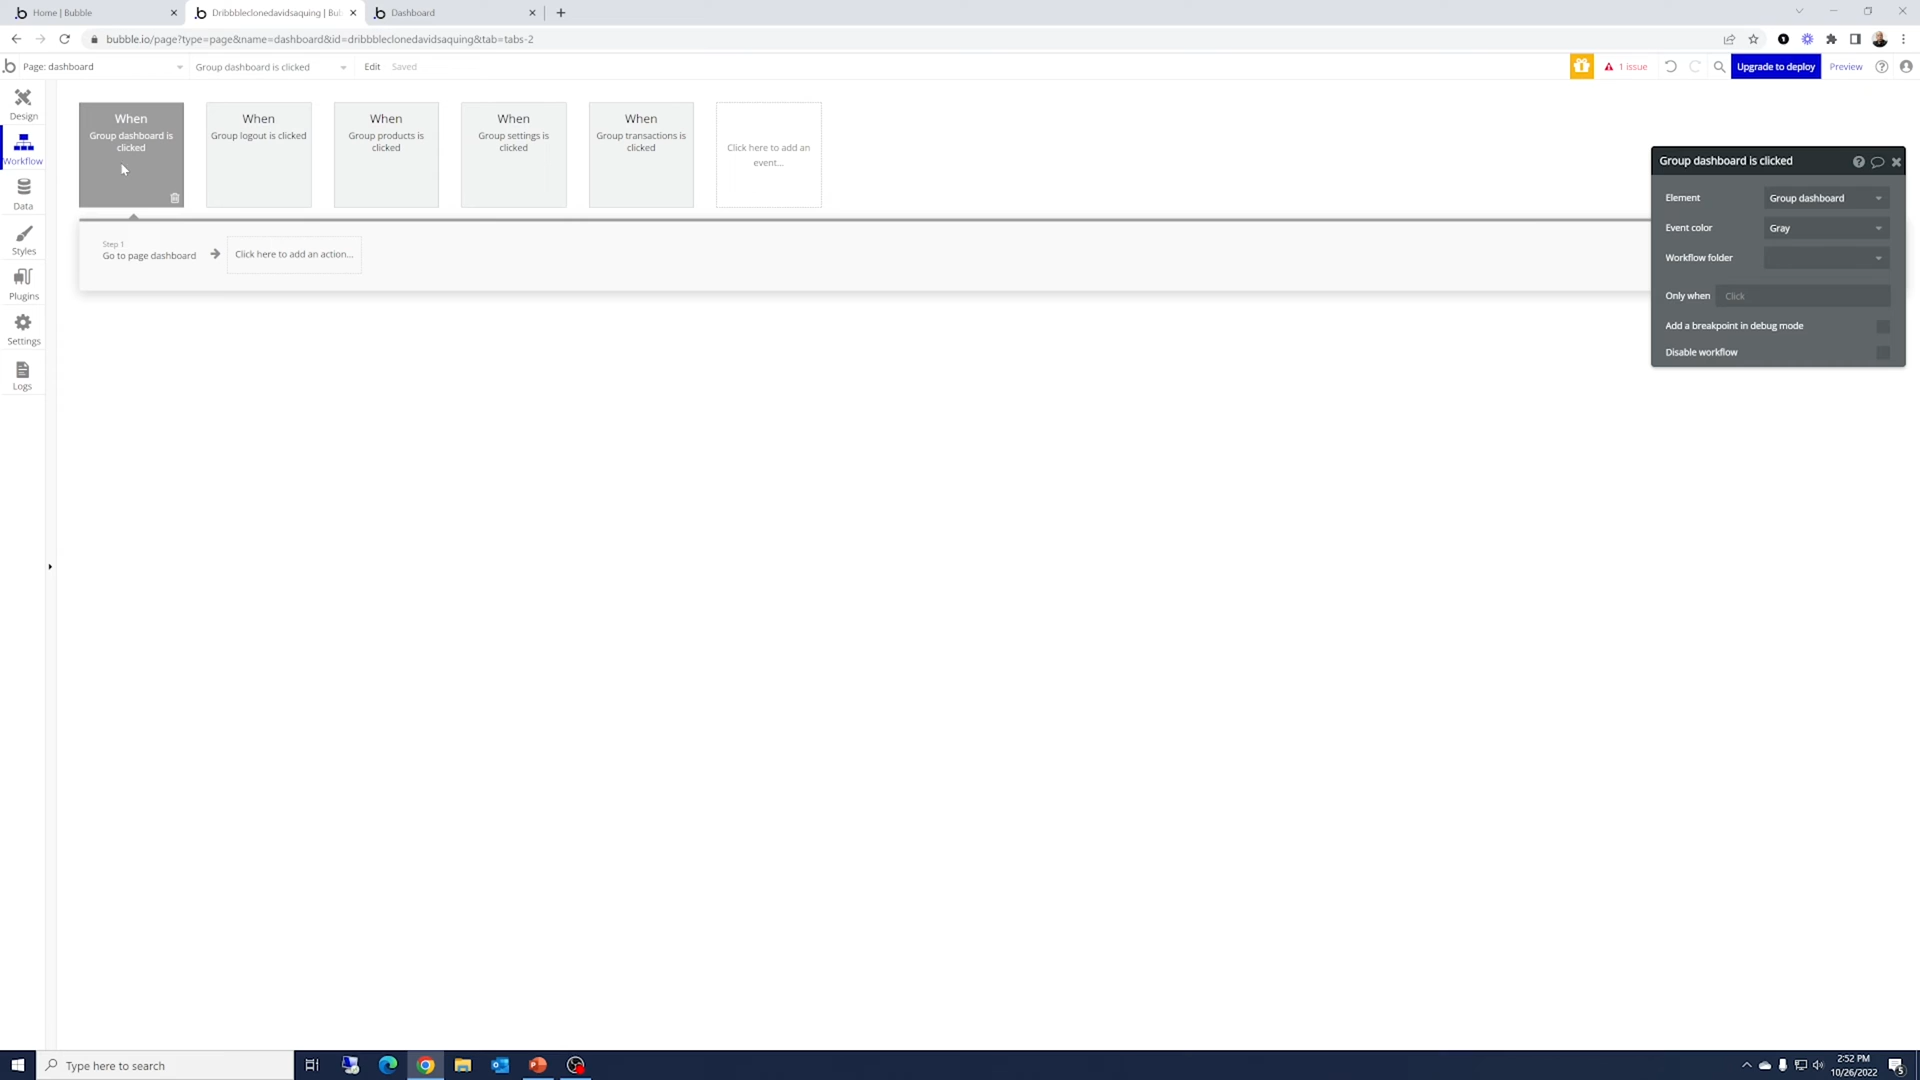 Home | Bubble
Dribbbleclonedavidsaquing | Bub
Dashboard
bubble.io/page?type=page&name=dashboard&id=dribbbleclonedavidsaquing&tab=tabs-2
Page: dashboard
Group dashboard is clicked
Edit
Saved
1 issue
Upgrade to deploy
Preview
Design
Workflow
Data
Styles
Plugins
Settings
Logs
When
Group dashboard is
clicked
When
Group logout is clicked
When
Group products is
clicked
When
Group settings is
clicked
When
Group transactions is
clicked
Click here to add an
event...
Step 1
Go to page dashboard
Click here to add an action...
Group dashboard is clicked
Element
Group dashboard
Event color
Gray
Workflow folder
Only when
Click
Add a breakpoint in debug mode
Disable workflow
Type here to search
2:52 PM
10/26/2022
5